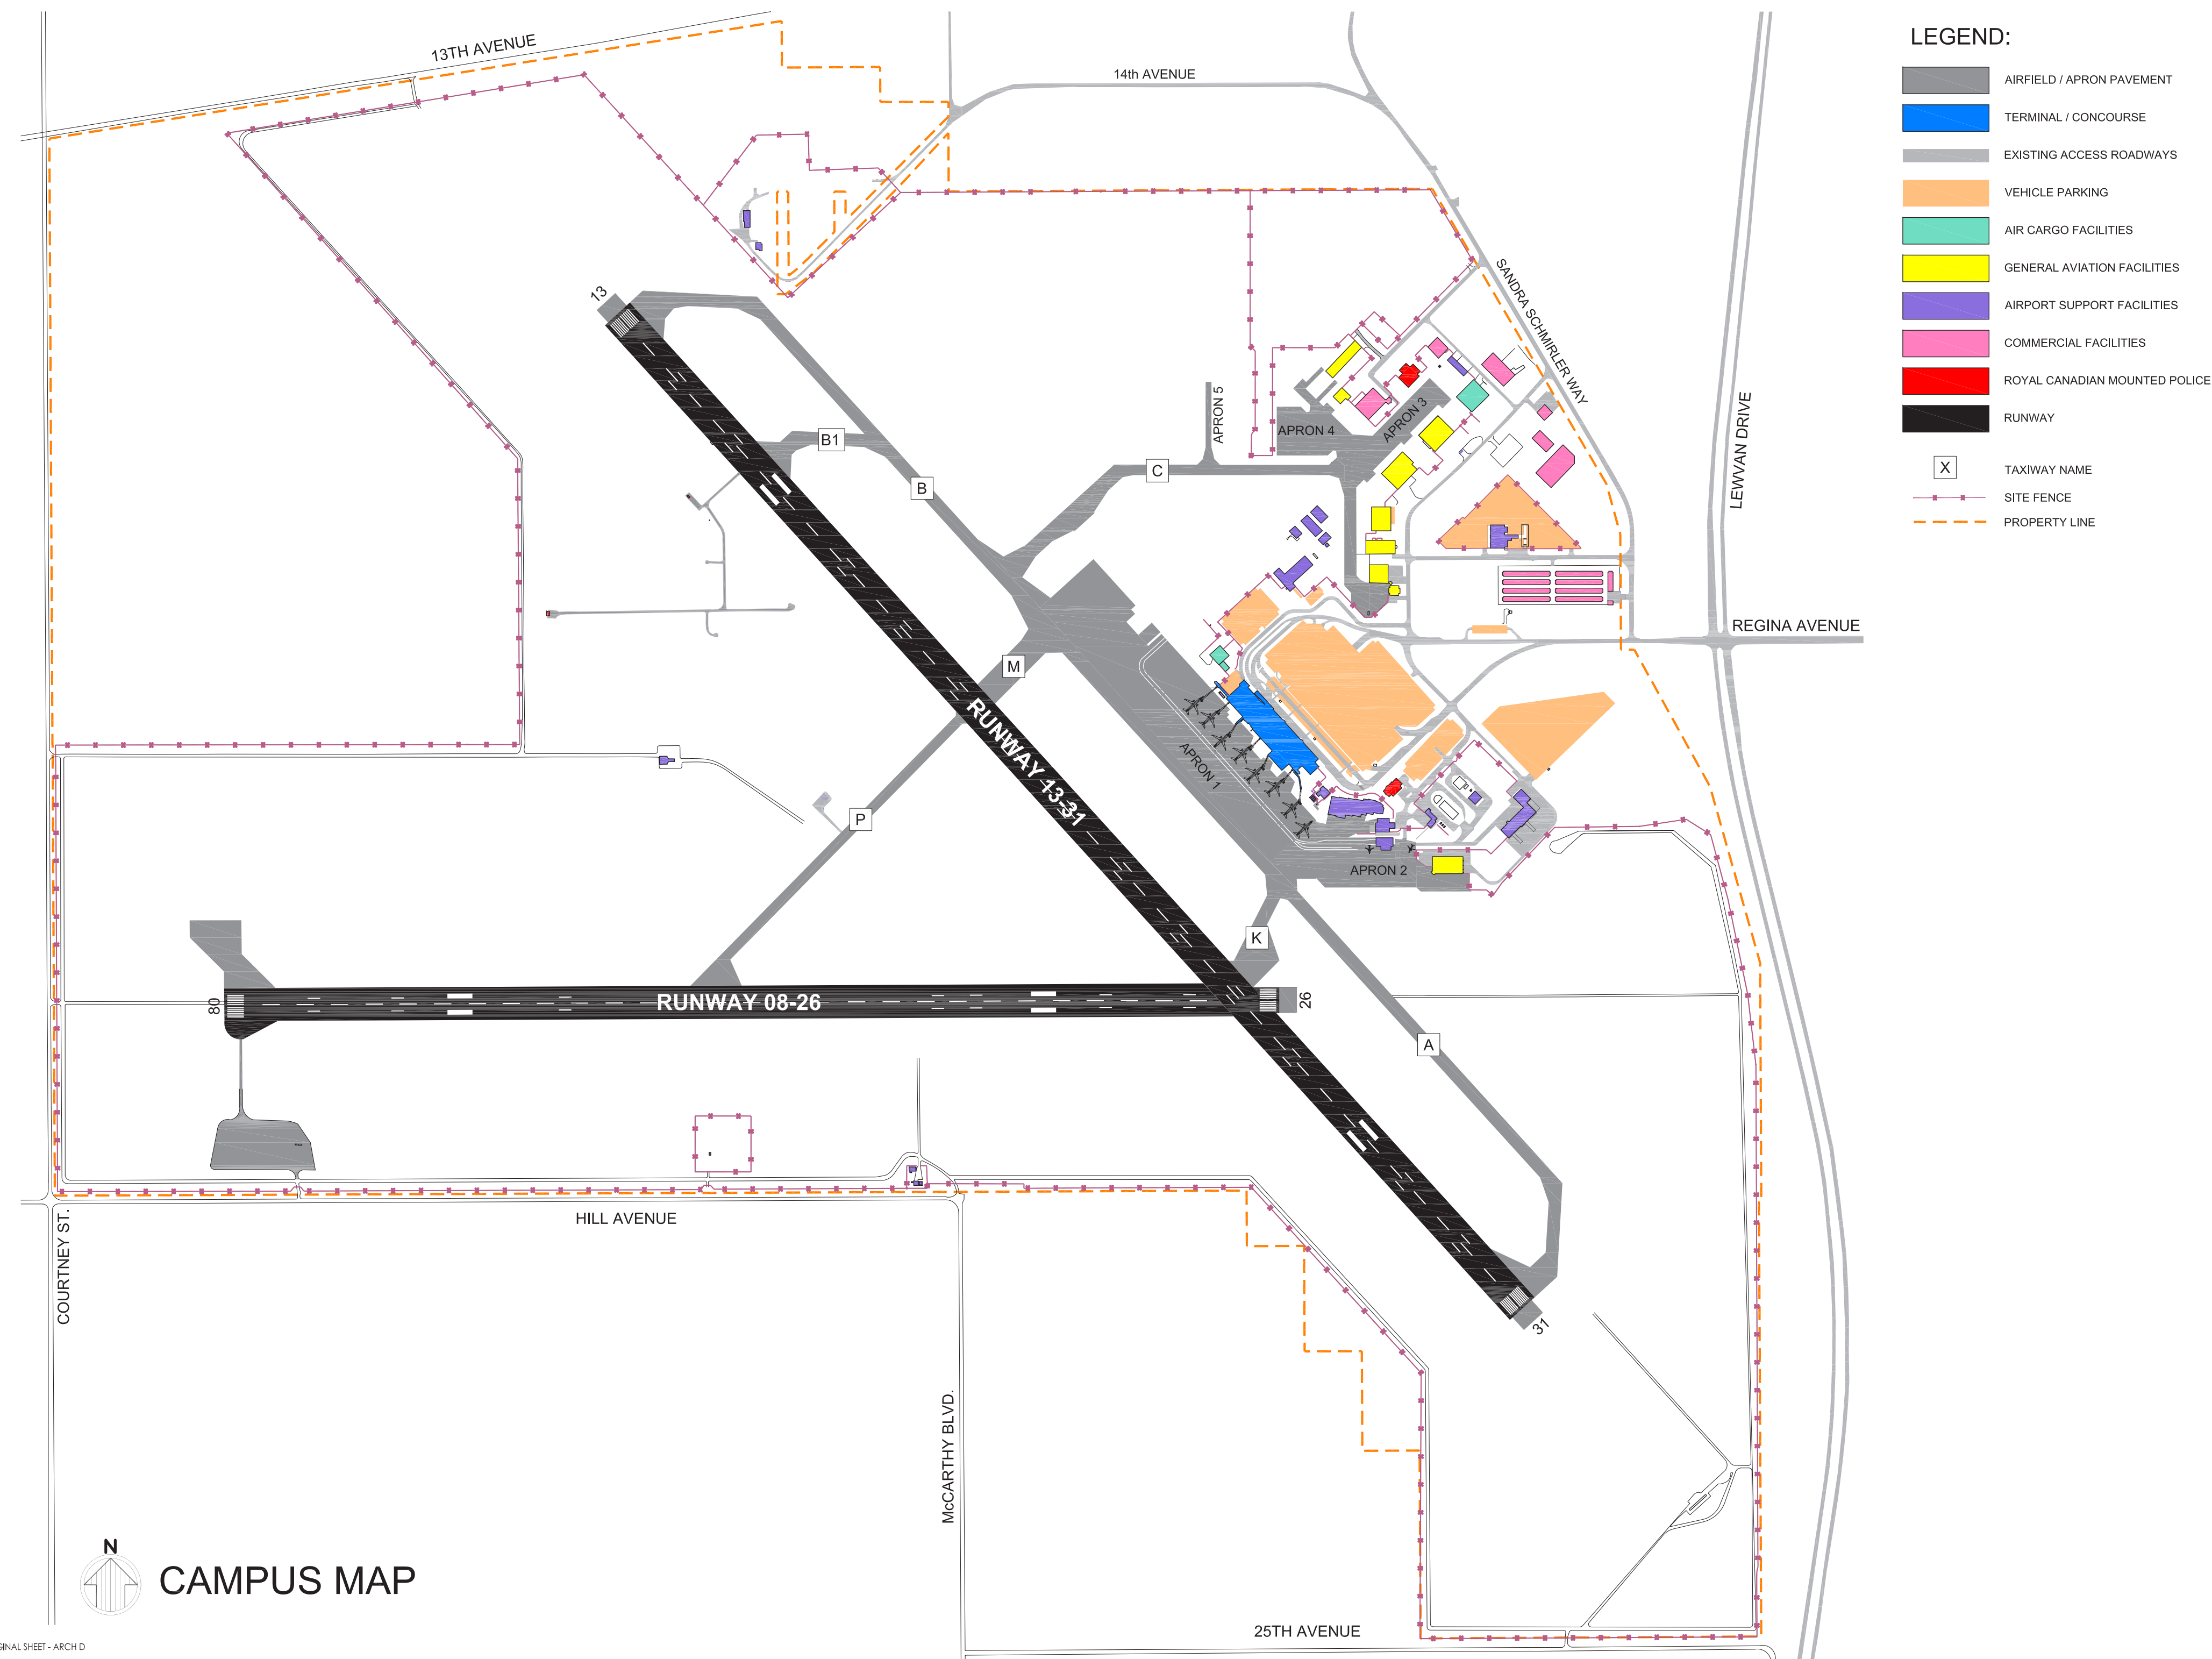 13TH AVENUE
14th AVENUE
LEGEND:
AIRFIELD / APRON PAVEMENT
TERMINAL / CONCOURSE
EXISTING ACCESS ROADWAYS
VEHICLE PARKING
AIR CARGO FACILITIES
GENERAL AVIATION FACILITIES
AIRPORT SUPPORT FACILITIES
COMMERCIAL FACILITIES
ROYAL CANADIAN MOUNTED POLICE
RUNWAY
X TAXIWAY NAME
SITE FENCE
PROPERTY LINE
SANDRA SCHMIRLER WAY
LEWVAN DRIVE
13
APRON 5
APRON 4
APRON 3
B1
B
C
REGINA AVENUE
M
RUNWAY 13-31
APRON 1
P
APRON 2
K
08
RUNWAY 08-26
26
A
HILL AVENUE
COURTNEY ST.
31
McCARTHY BLVD.
N
CAMPUS MAP
25TH AVENUE
GINAL SHEET - ARCH D